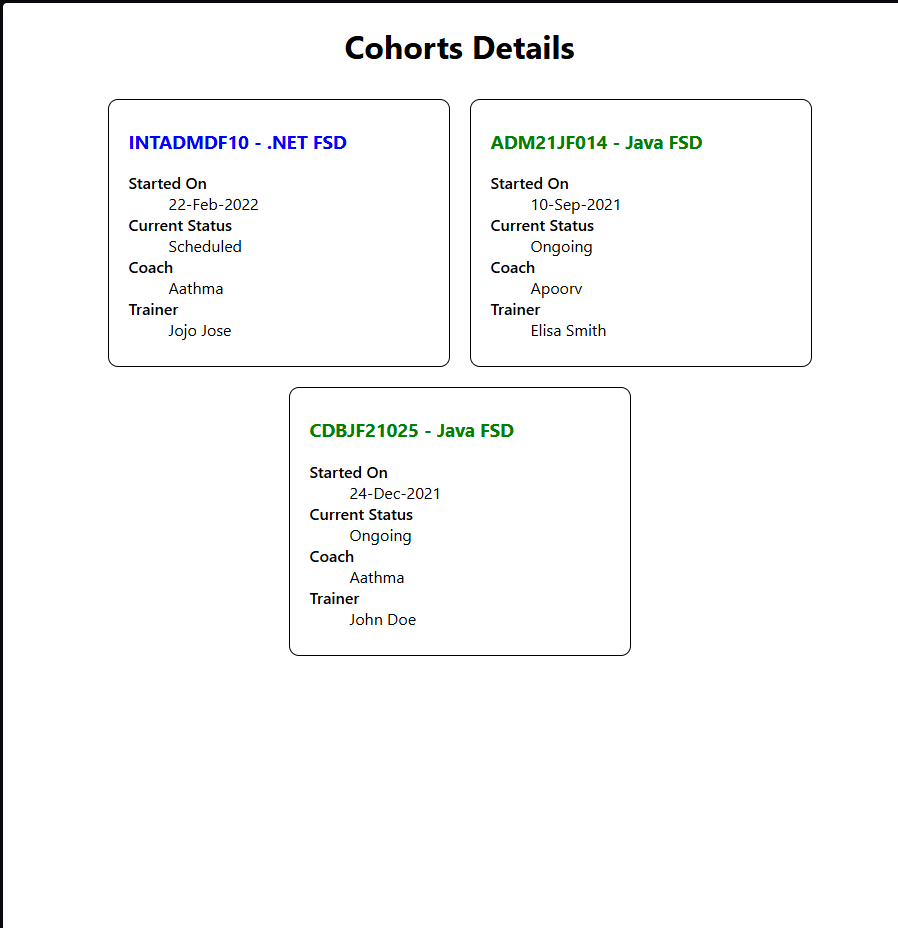 Cohorts Details
INTADMDF10 - .NET FSD
Started On
22-Feb-2022
Current Status
Scheduled
Coach
Aathma
Trainer
Jojo Jose
ADM21JF014 - Java FSD
Started On
10-Sep-2021
Current Status
Ongoing
Coach
Apoorv
Trainer
Elisa Smith
CDBJF21025 - Java FSD
Started On
24-Dec-2021
Current Status
Ongoing
Coach
Aathma
Trainer
John Doe